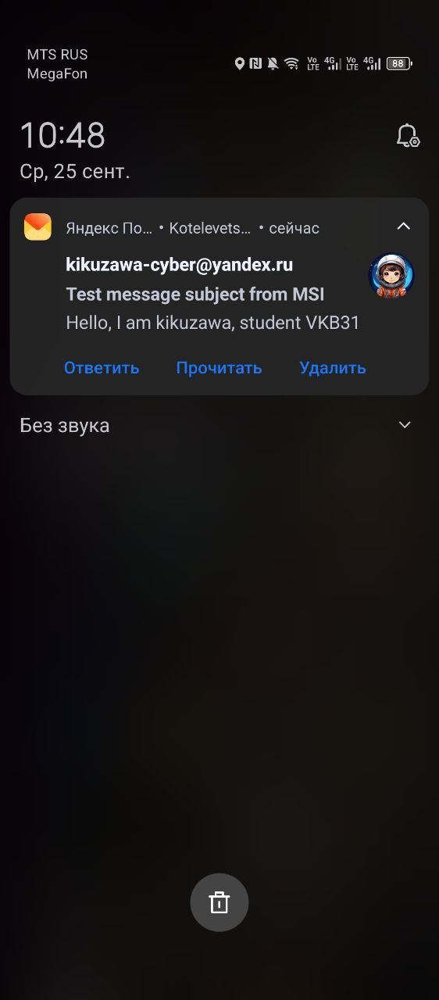 MTS RUS
MegaFon
Vo LTE 4G Vo LTE 4G 88
10:48
Ср, 25 сент.
Яндекс По... • Kotelevets... • сейчас
kikuzawa-cyber@yandex.ru
Test message subject from MSI
Hello, I am kikuzawa, student VKB31
Ответить Прочитать Удалить
Без звука